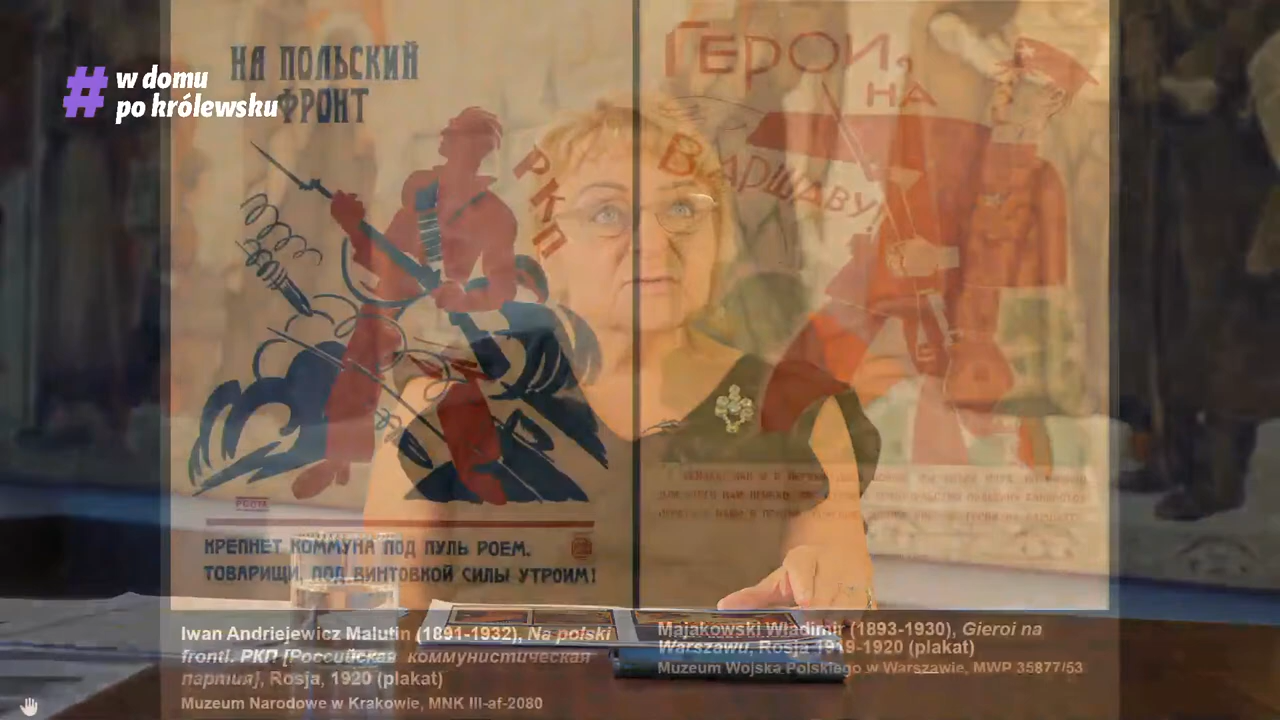 # w domu
po królewsku
НА ПОЛЬСКИЙ
ФРОНТ
РКП
РОСТА
КРЕПНЕТ КОММУНА ПОД ПУЛЬ РОЕМ.
ТОВАРИЩИ, ПОД ВИНТОВКОЙ СИЛЫ УТРОИМ!
ГЕРОИ,
НА
ВАРШАВУ!
Iwan Andriejewicz Malutin (1891-1932), Na polski
front!. РКП [Российская коммунистическая
партия], Rosja, 1920 (plakat)
Muzeum Narodowe w Krakowie, MNK III-af-2080
Majakowski Władimir (1893-1930), Gieroi na
Warszawu, Rosja 1919-1920 (plakat)
Muzeum Wojska Polskiego w Warszawie, MWP 35877/53